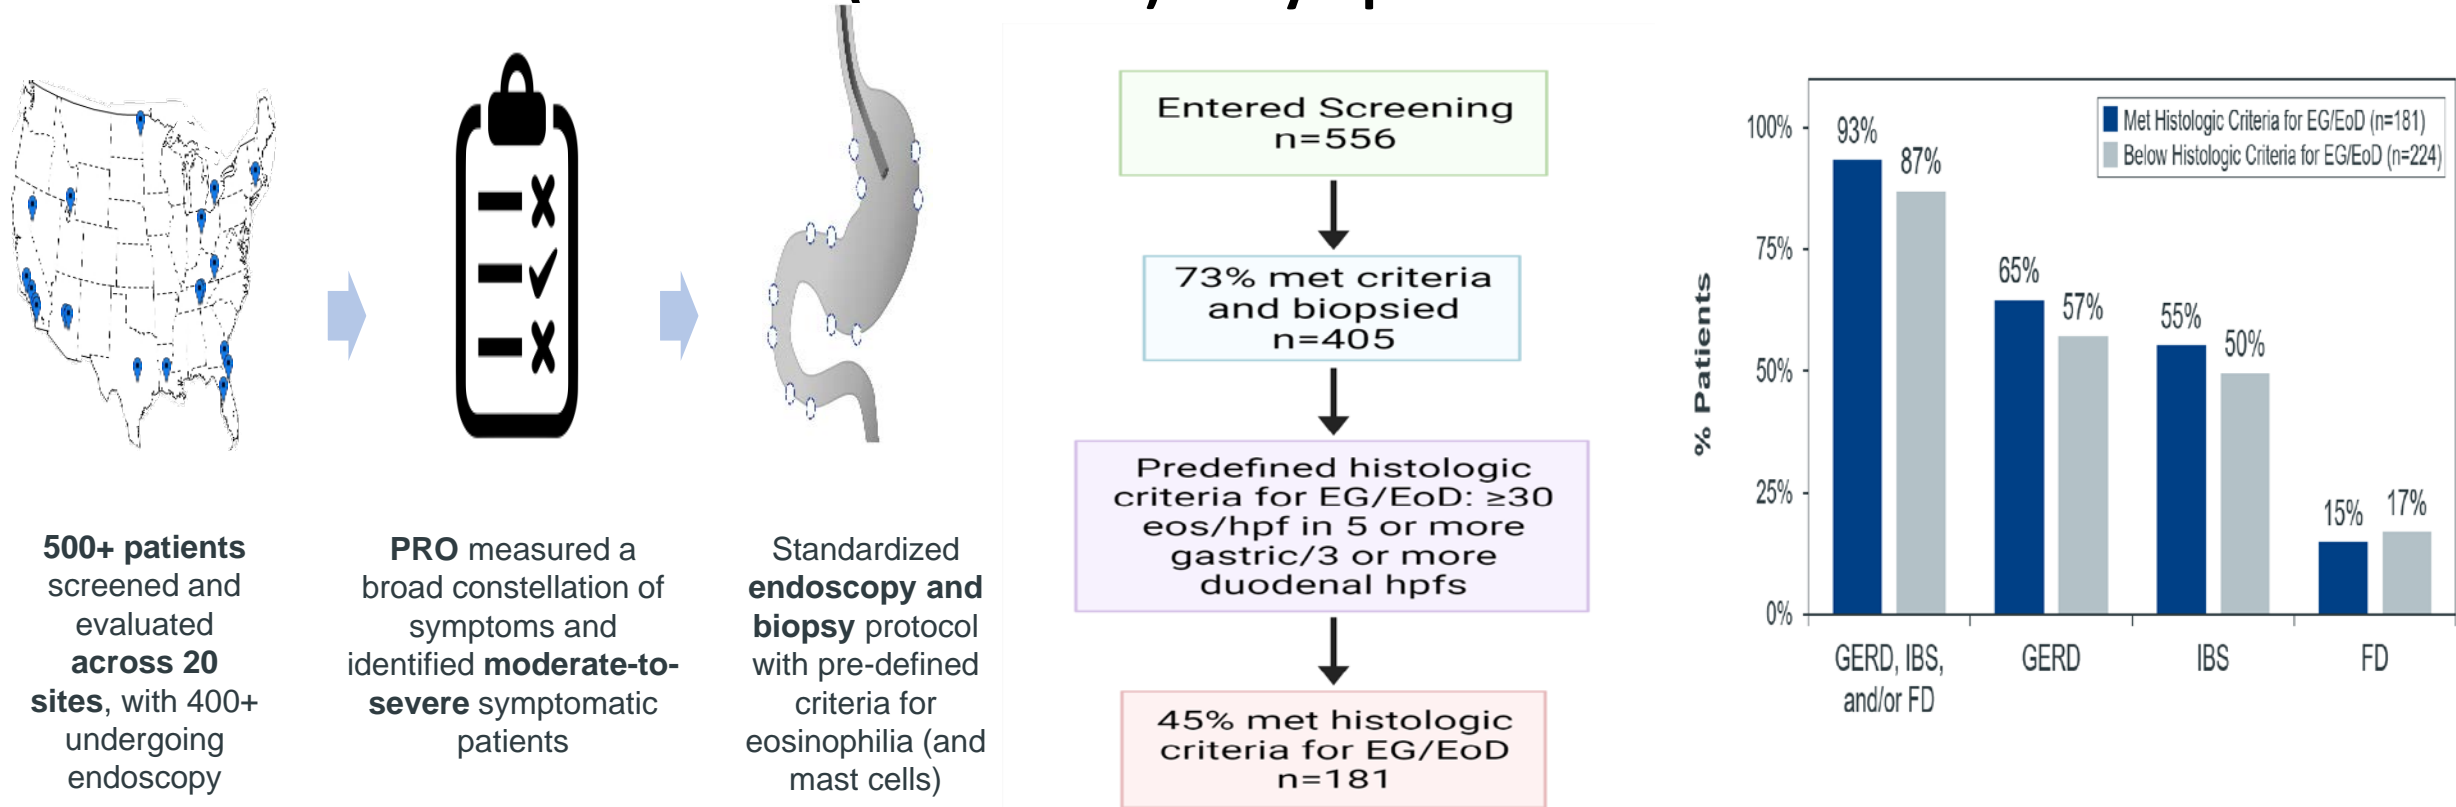 500+ patients
screened and
evaluated
across 20
sites, with 400+
undergoing
endoscopy
PRO measured a
broad constellation of
symptoms and
identified moderate-to-
severe symptomatic
patients
Standardized
endoscopy and
biopsy protocol
with pre-defined
criteria for
eosinophilia (and
mast cells)
Entered Screening
n=556
73% met criteria
and biopsied
n=405
Predefined histologic
criteria for EG/EoD: ≥30
eos/hpf in 5 or more
gastric/3 or more
duodenal hpfs
45% met histologic
criteria for EG/EoD
n=181
Met Histologic Criteria for EG/EoD (n=181)
Below Histologic Criteria for EG/EoD (n=224)
% Patients
100%
75%
50%
25%
0%
93%
87%
65%
57%
55%
50%
15%
17%
GERD, IBS,
and/or FD
GERD
IBS
FD